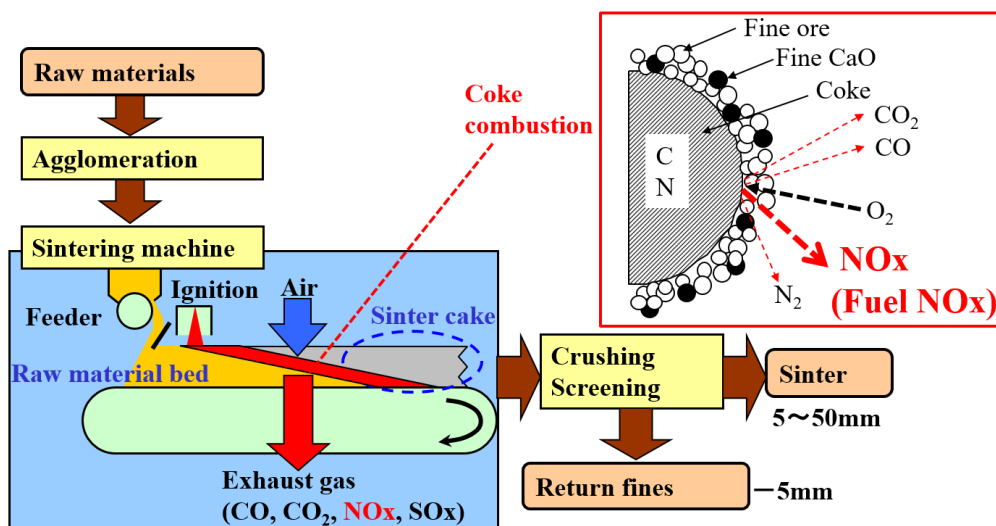 Raw materials
Agglomeration
Sintering machine
Ignition
Air
Feeder
Sinter cake
Raw material bed
Exhaust gas
(CO, CO₂, NOx, SOx)
Coke
combustion
Fine ore
Fine CaO
Coke
CO₂
CO
C
N
O₂
NOx
(Fuel NOx)
N₂
Crushing
Screening
Sinter
5～50mm
Return fines
－5mm